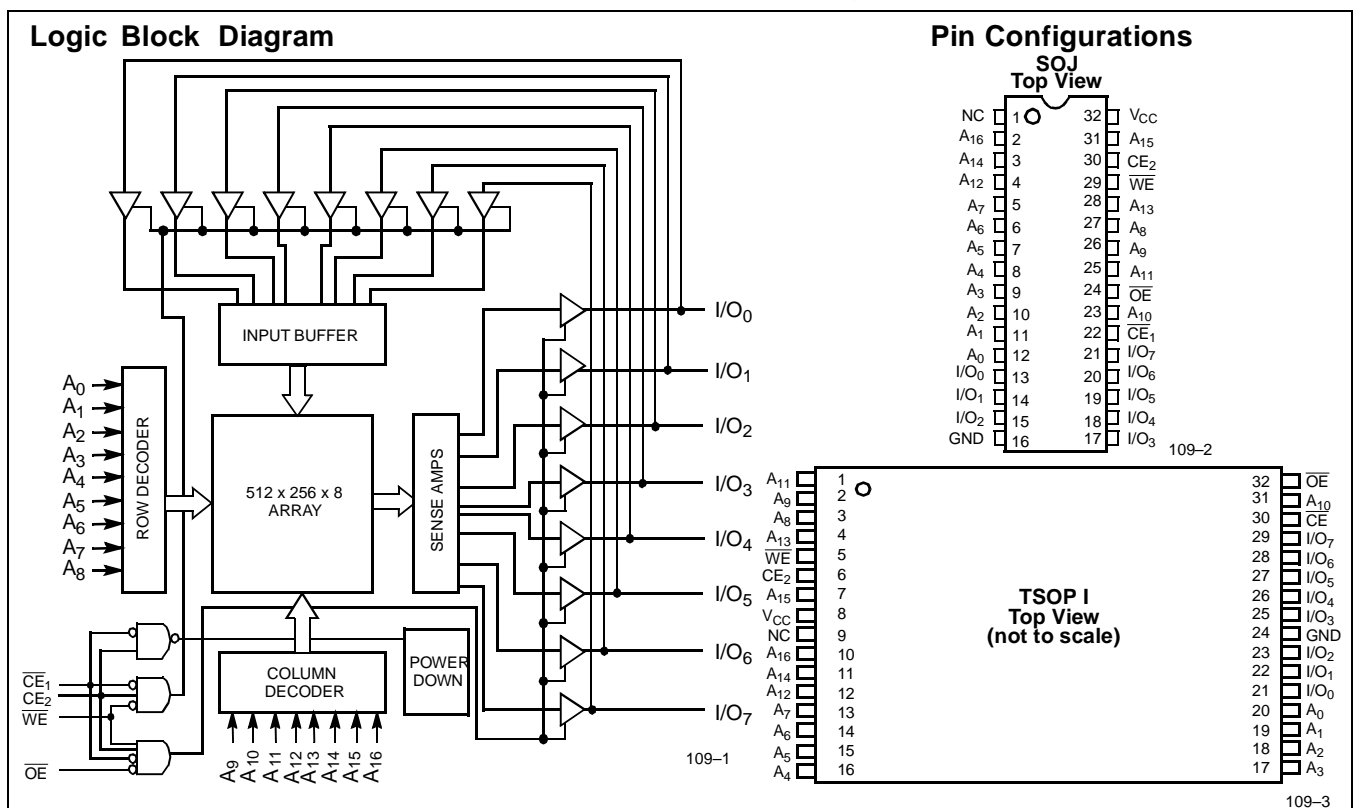 Logic Block Diagram
INPUT BUFFER
A0
A1
A2
A3
A4
A5
A6
A7
A8
ROW DECODER
512 x 256 x 8
ARRAY
SENSE AMPS
I/O0
I/O1
I/O2
I/O3
I/O4
I/O5
I/O6
I/O7
C̅E̅1
CE2
W̅E̅
O̅E̅
COLUMN
DECODER
POWER
DOWN
A9
A10
A11
A12
A13
A14
A15
A16
109–1
Pin Configurations
SOJ
Top View
NC 1 32 VCC
A16 2 31 A15
A14 3 30 CE2
A12 4 29 W̅E̅
A7 5 28 A13
A6 6 27 A8
A5 7 26 A9
A4 8 25 A11
A3 9 24 O̅E̅
A2 10 23 A10
A1 11 22 C̅E̅1
A0 12 21 I/O7
I/O0 13 20 I/O6
I/O1 14 19 I/O5
I/O2 15 18 I/O4
GND 16 17 I/O3
109–2
A11 1 32 O̅E̅
A9 2 31 A10
A8 3 30 C̅E̅
A13 4 29 I/O7
W̅E̅ 5 28 I/O6
CE2 6 27 I/O5
A15 7 26 I/O4
VCC 8 25 I/O3
NC 9 24 GND
A16 10 23 I/O2
A14 11 22 I/O1
A12 12 21 I/O0
A7 13 20 A0
A6 14 19 A1
A5 15 18 A2
A4 16 17 A3
TSOP I
Top View
(not to scale)
109–3